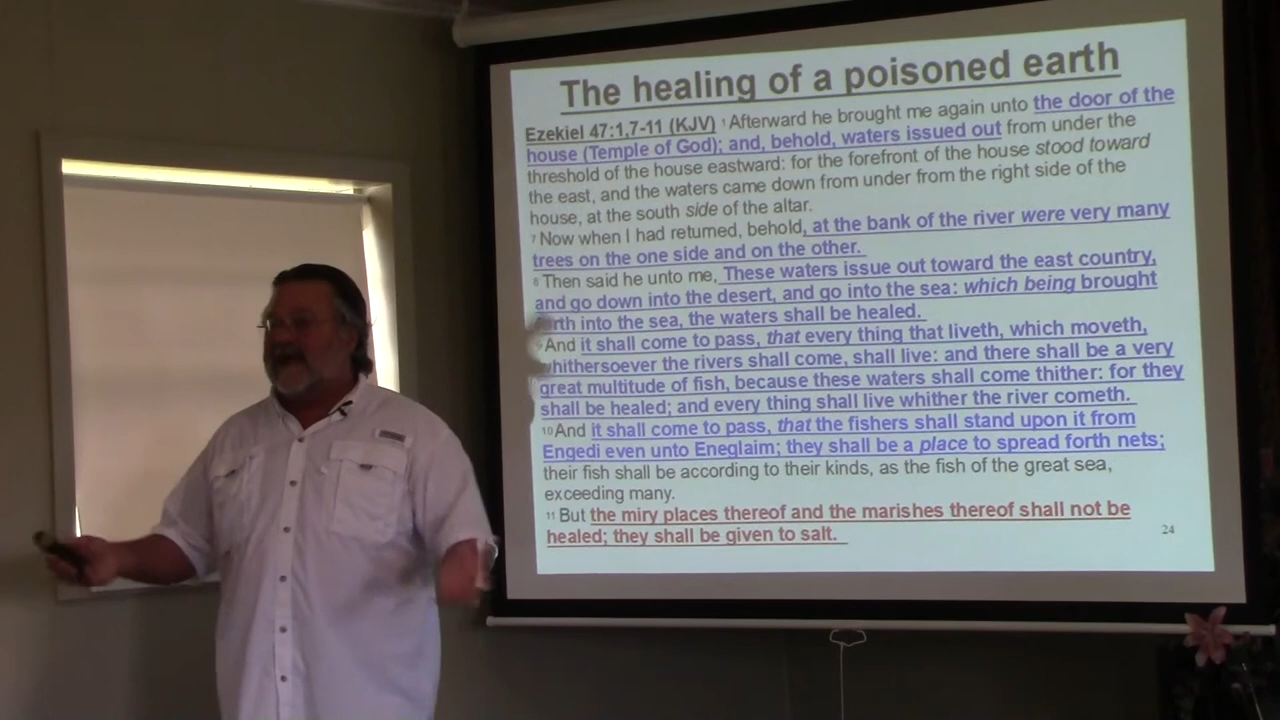 The healing of a poisoned earth
Ezekiel 47:1,7-11 (KJV) 1 Afterward he brought me again unto the door of the
house (Temple of God); and, behold, waters issued out from under the
threshold of the house eastward: for the forefront of the house stood toward
the east, and the waters came down from under from the right side of the
house, at the south side of the altar.
7 Now when I had returned, behold, at the bank of the river were very many
trees on the one side and on the other.
8 Then said he unto me, These waters issue out toward the east country,
and go down into the desert, and go into the sea: which being brought
forth into the sea, the waters shall be healed.
9 And it shall come to pass, that every thing that liveth, which moveth,
whithersoever the rivers shall come, shall live: and there shall be a very
great multitude of fish, because these waters shall come thither: for they
shall be healed; and every thing shall live whither the river cometh.
10 And it shall come to pass, that the fishers shall stand upon it from
Engedi even unto Eneglaim; they shall be a place to spread forth nets;
their fish shall be according to their kinds, as the fish of the great sea,
exceeding many.
11 But the miry places thereof and the marishes thereof shall not be
healed; they shall be given to salt.
24